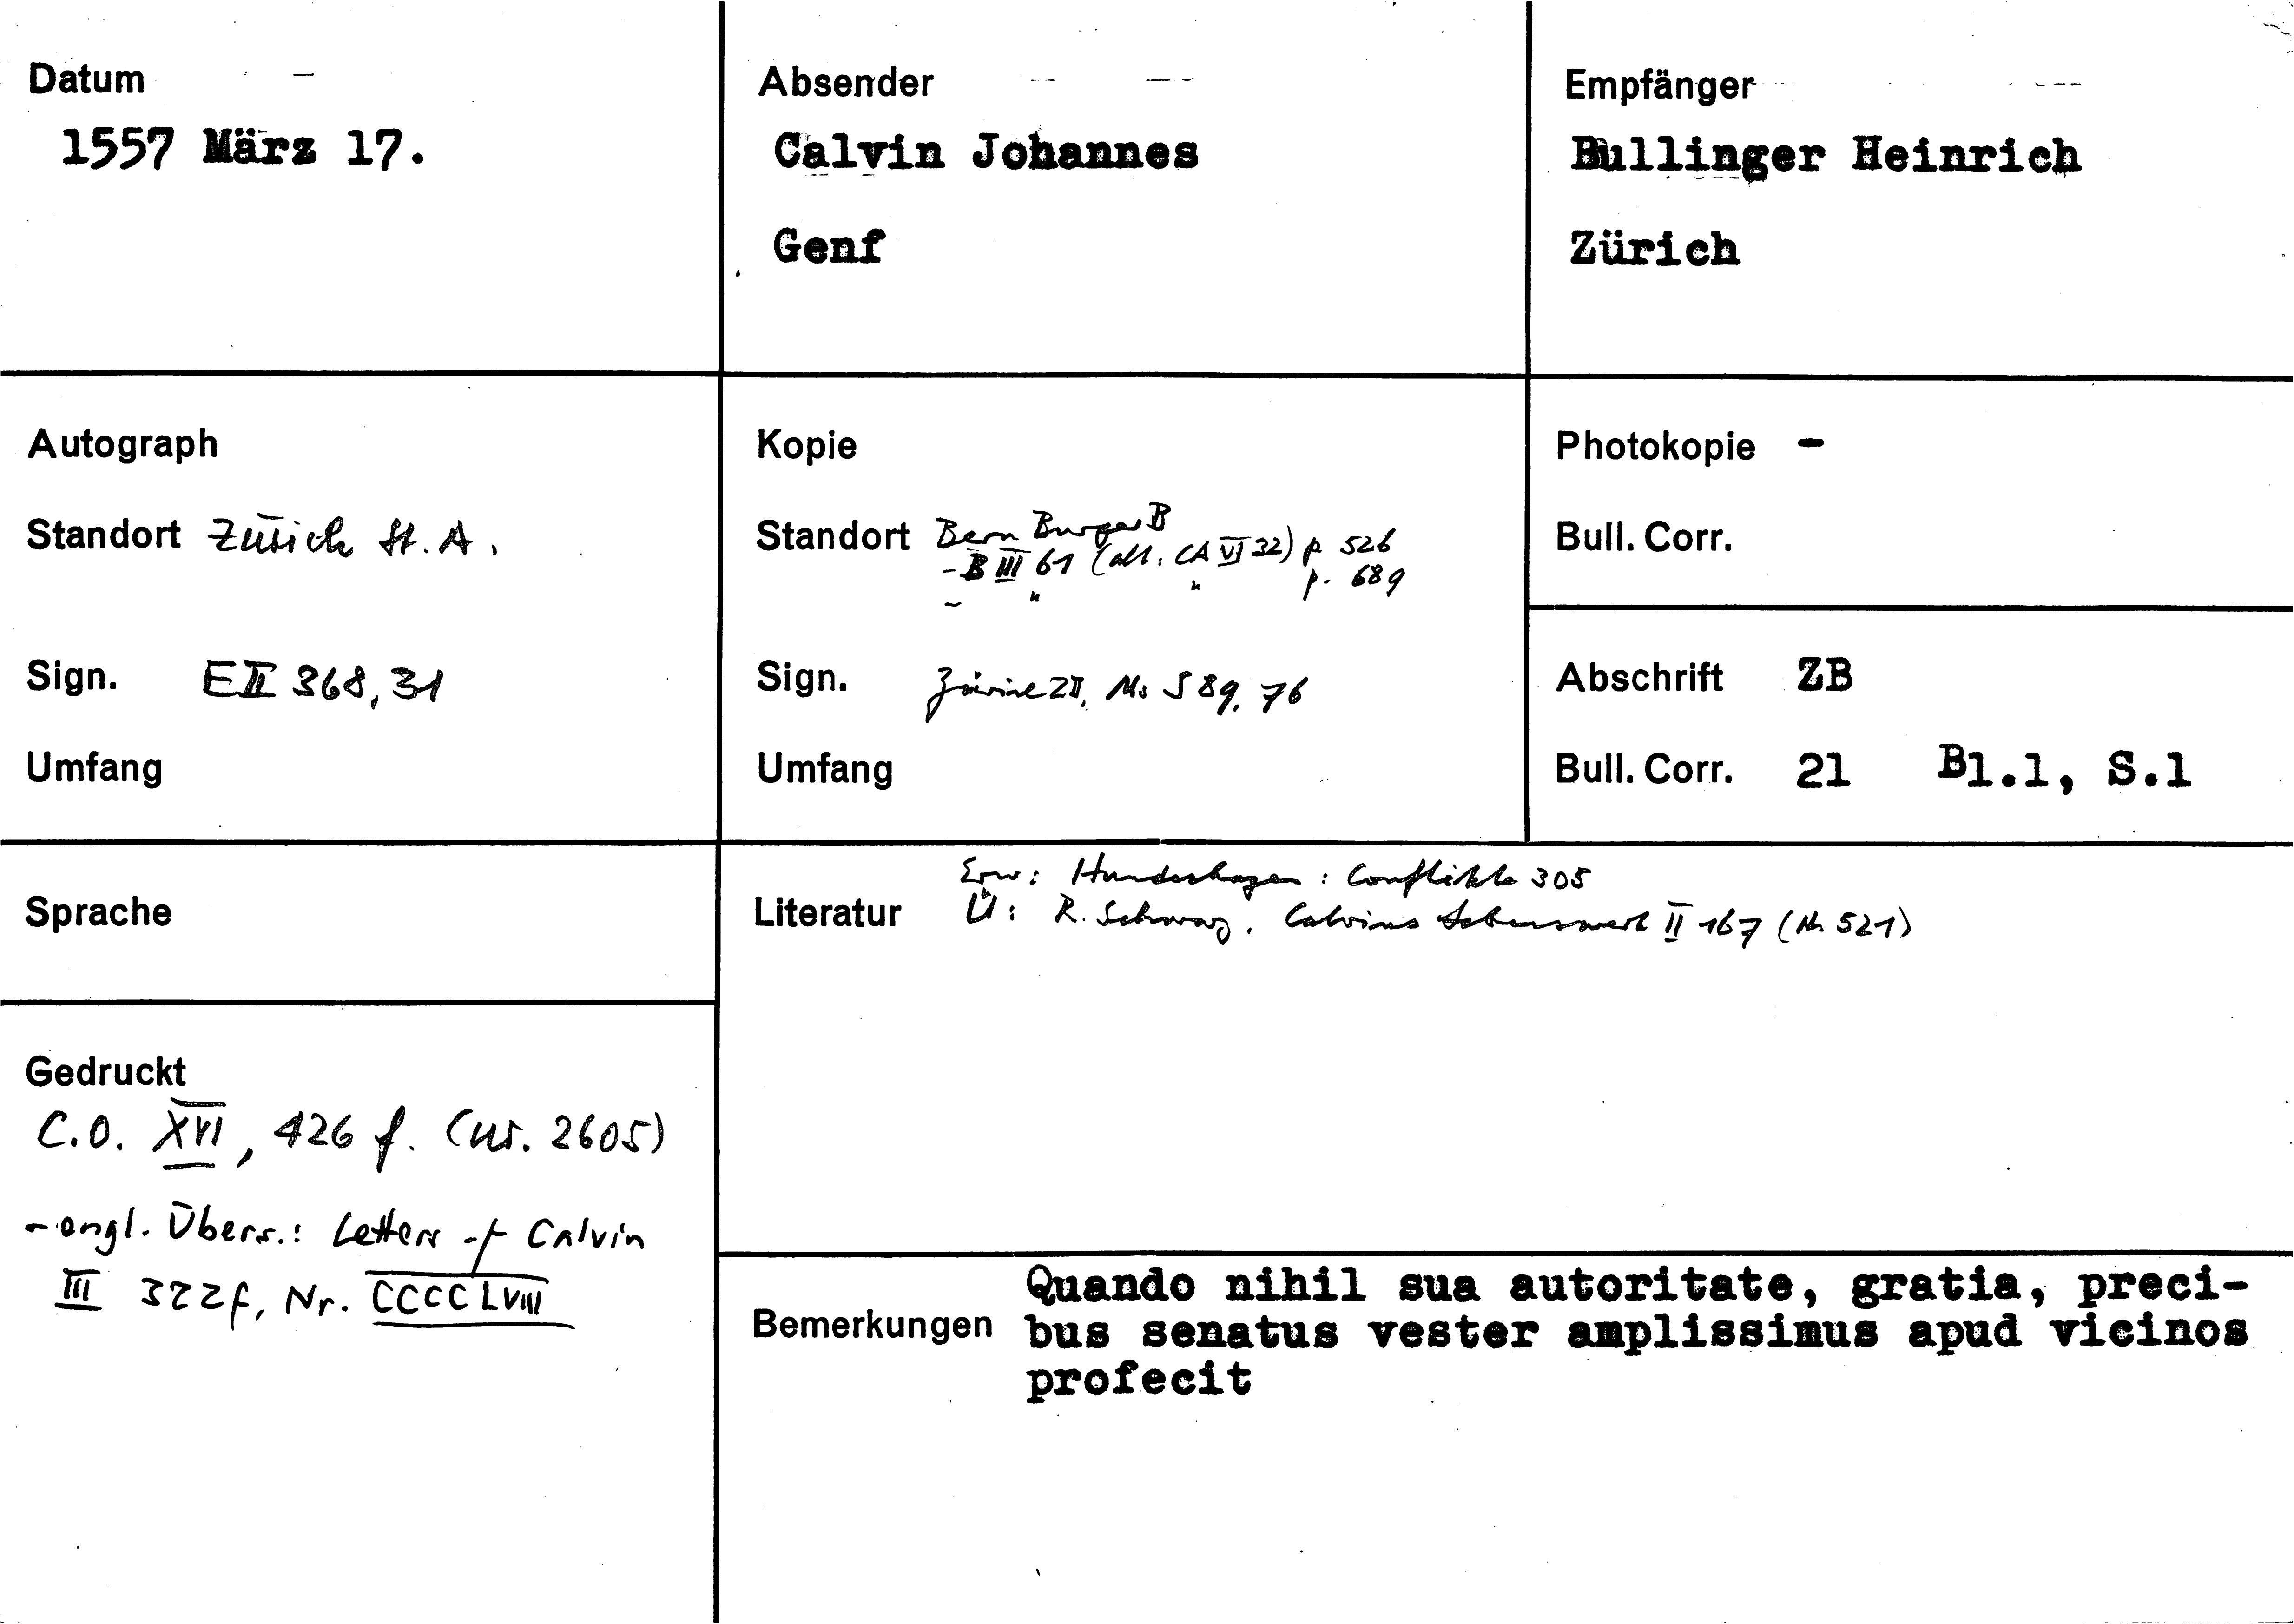 Datum
1557 März 17.
Absender
Calvin Johannes
Genf
Empfänger
Bullinger Heinrich
Zürich
Autograph
Standort Zürich St. A.
Sign. E II 368, 31
Umfang
Kopie
Standort Bern Burger B
- B III 61 (alt. CA VI 32) p 526
- " " p. 689
Sign. Zürich ZB, Ms S 89, 76
Umfang
Photokopie -
Bull. Corr.
Abschrift ZB
Bull. Corr. 21 Bl.1, S.1
Sprache
Literatur
Erw: Hundeshagen: Conflikte 305
Ü: R. Schwarz, Calvins Lebenswerk II 167 (Nr. 521)
Gedruckt
C.O. XVI, 426 f. (nr. 2605)
- engl. Übers.: Letters of Calvin
III 322f, Nr. CCCCLVIII
Bemerkungen
Quando nihil sua autoritate, gratia, preci-
bus senatus vester amplissimus apud vicinos
profecit